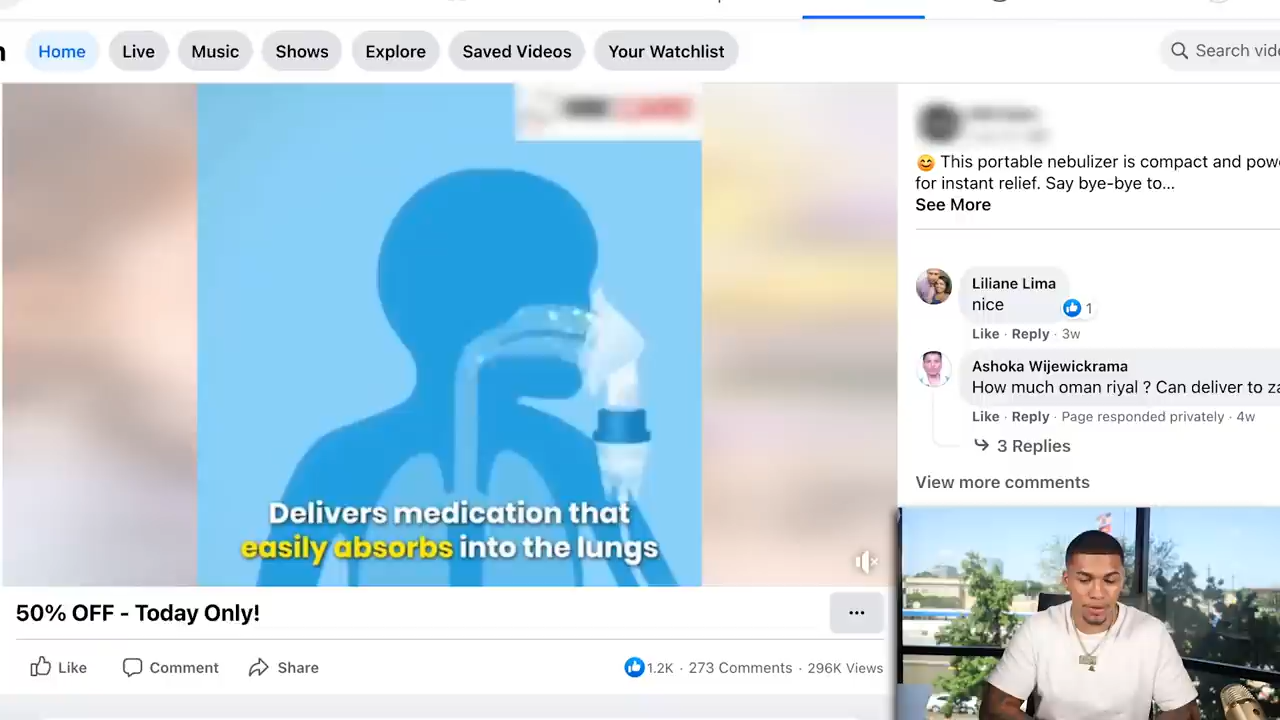 Home
Live
Music
Shows
Explore
Saved Videos
Your Watchlist
Search
😊 This portable nebulizer is compact and
for instant relief. Say bye-bye to...
See More
Liliane Lima
nice
1
Like · Reply · 3w
Ashoka Wijewickrama
How much oman riyal ? Can deliver to
Like · Reply · Page responded privately · 4w
3 Replies
View more comments
Delivers medication that
easily absorbs into the lungs
50% OFF - Today Only!
Like
Comment
Share
1.2K · 273 Comments · 296K Views